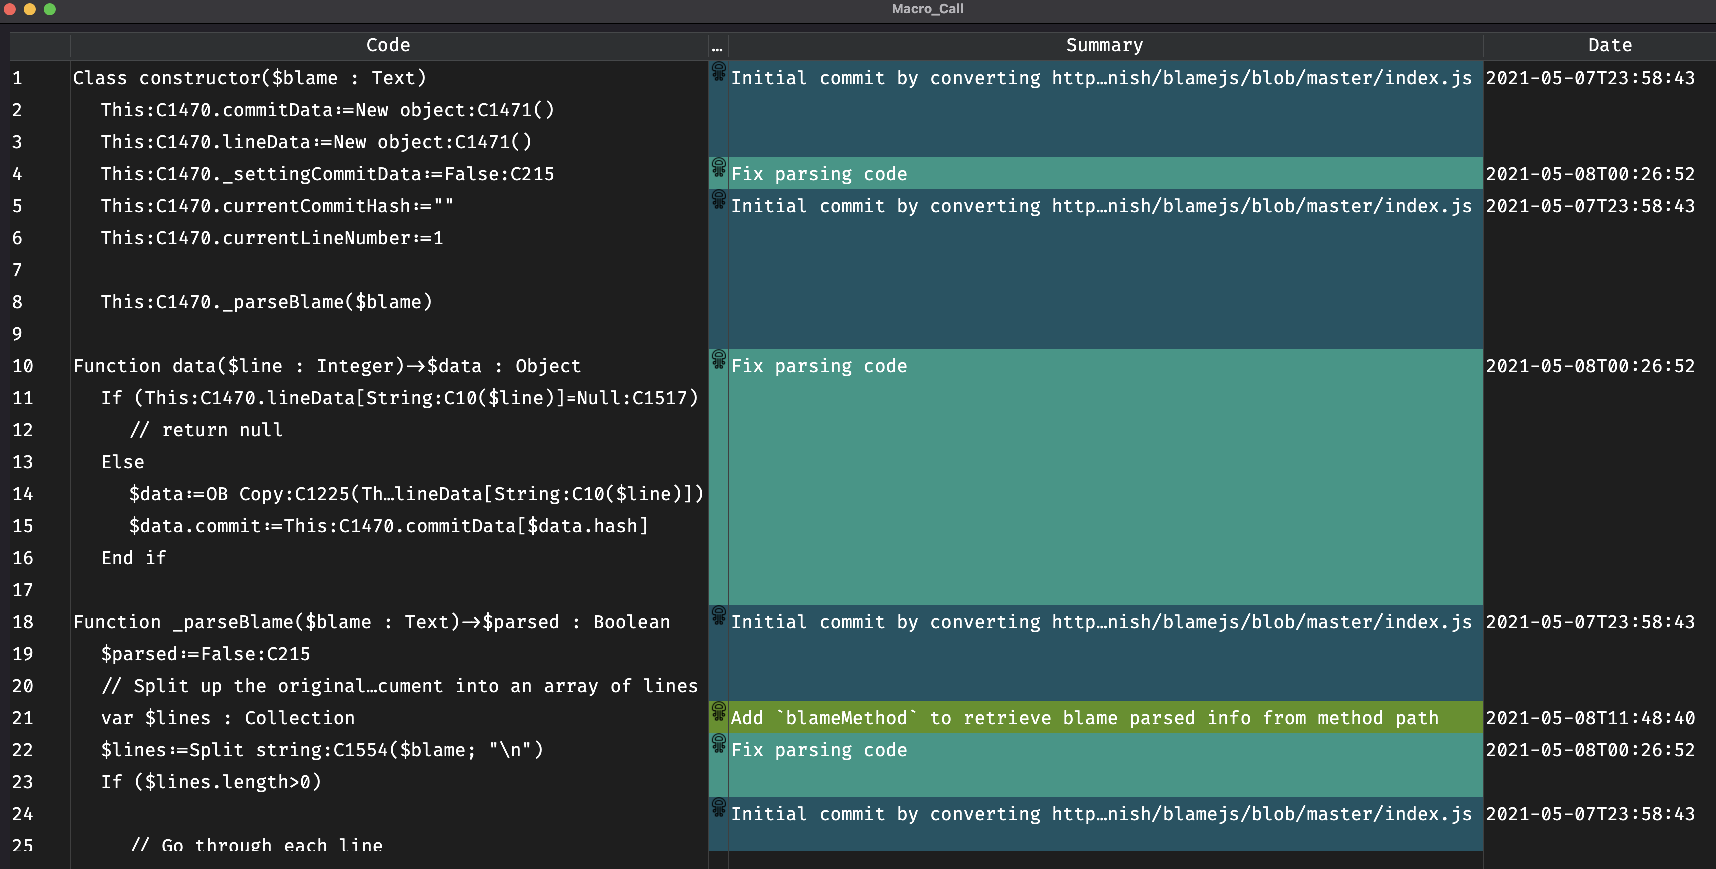 Macro_Call
Code … Summary Date
1 Class constructor($blame : Text) Initial commit by converting http…nish/blamejs/blob/master/index.js 2021-05-07T23:58:43
2 This:C1470.commitData:=New object:C1471()
3 This:C1470.lineData:=New object:C1471()
4 This:C1470._settingCommitData:=False:C215 Fix parsing code 2021-05-08T00:26:52
5 This:C1470.currentCommitHash:="" Initial commit by converting http…nish/blamejs/blob/master/index.js 2021-05-07T23:58:43
6 This:C1470.currentLineNumber:=1
7
8 This:C1470._parseBlame($blame)
9
10 Function data($line : Integer)->$data : Object Fix parsing code 2021-05-08T00:26:52
11 If (This:C1470.lineData[String:C10($line)]=Null:C1517)
12 // return null
13 Else
14 $data:=OB Copy:C1225(Th…lineData[String:C10($line)])
15 $data.commit:=This:C1470.commitData[$data.hash]
16 End if
17
18 Function _parseBlame($blame : Text)->$parsed : Boolean Initial commit by converting http…nish/blamejs/blob/master/index.js 2021-05-07T23:58:43
19 $parsed:=False:C215
20 // Split up the original…cument into an array of lines
21 var $lines : Collection Add `blameMethod` to retrieve blame parsed info from method path 2021-05-08T11:48:40
22 $lines:=Split string:C1554($blame; "\n") Fix parsing code 2021-05-08T00:26:52
23 If ($lines.length>0)
24 Initial commit by converting http…nish/blamejs/blob/master/index.js 2021-05-07T23:58:43
25 // Go through each line